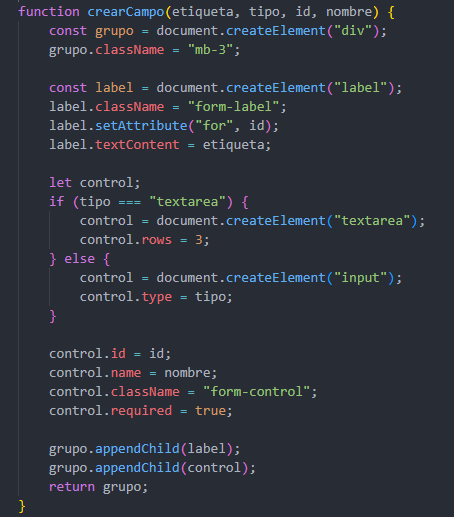 function crearCampo(etiqueta, tipo, id, nombre) {
    const grupo = document.createElement("div");
    grupo.className = "mb-3";

    const label = document.createElement("label");
    label.className = "form-label";
    label.setAttribute("for", id);
    label.textContent = etiqueta;

    let control;
    if (tipo === "textarea") {
        control = document.createElement("textarea");
        control.rows = 3;
    } else {
        control = document.createElement("input");
        control.type = tipo;
    }

    control.id = id;
    control.name = nombre;
    control.className = "form-control";
    control.required = true;

    grupo.appendChild(label);
    grupo.appendChild(control);
    return grupo;
}